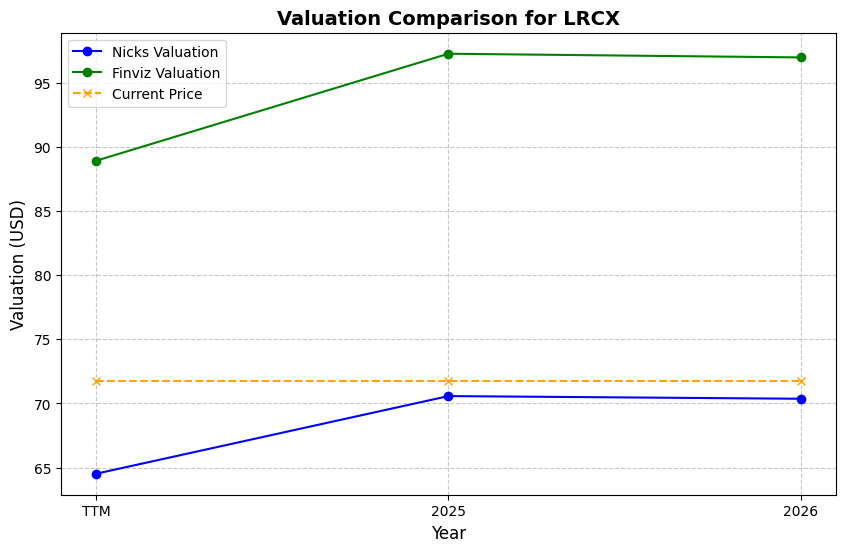 Valuation Comparison for LRCX
Nicks Valuation
Finviz Valuation
Current Price
Valuation (USD)
95
90
85
80
75
70
65
TTM
2025
2026
Year